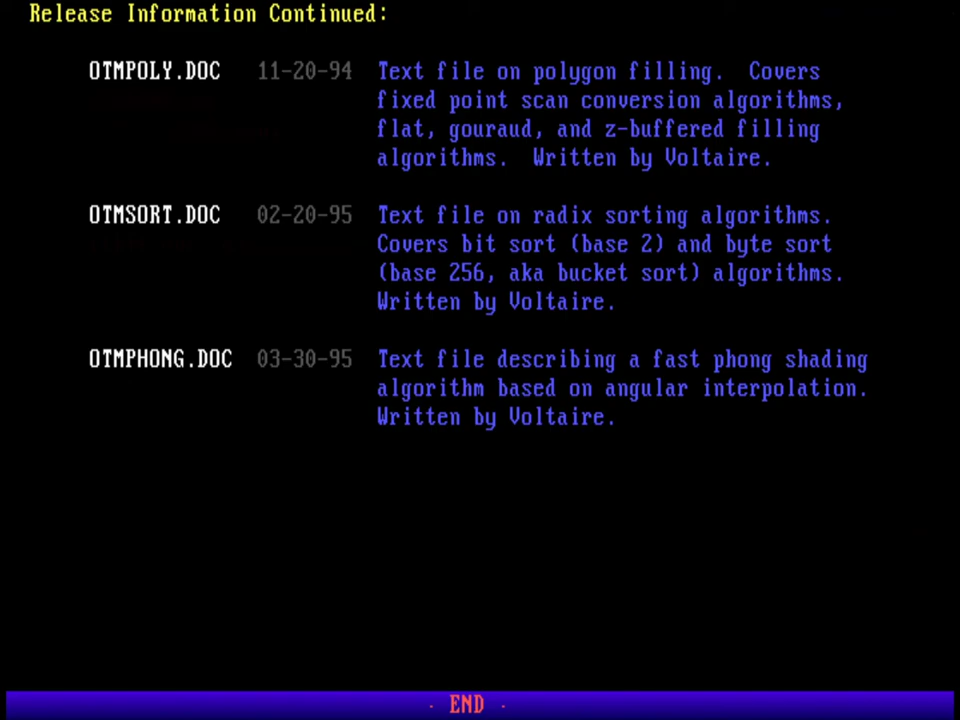 Release Information Continued:
OTMPOLY.DOC 11-20-94 Text file on polygon filling. Covers
fixed point scan conversion algorithms,
flat, gouraud, and z-buffered filling
algorithms. Written by Voltaire.
OTMSORT.DOC 02-20-95 Text file on radix sorting algorithms.
Covers bit sort (base 2) and byte sort
(base 256, aka bucket sort) algorithms.
Written by Voltaire.
OTMPHONG.DOC 03-30-95 Text file describing a fast phong shading
algorithm based on angular interpolation.
Written by Voltaire.
· END ·